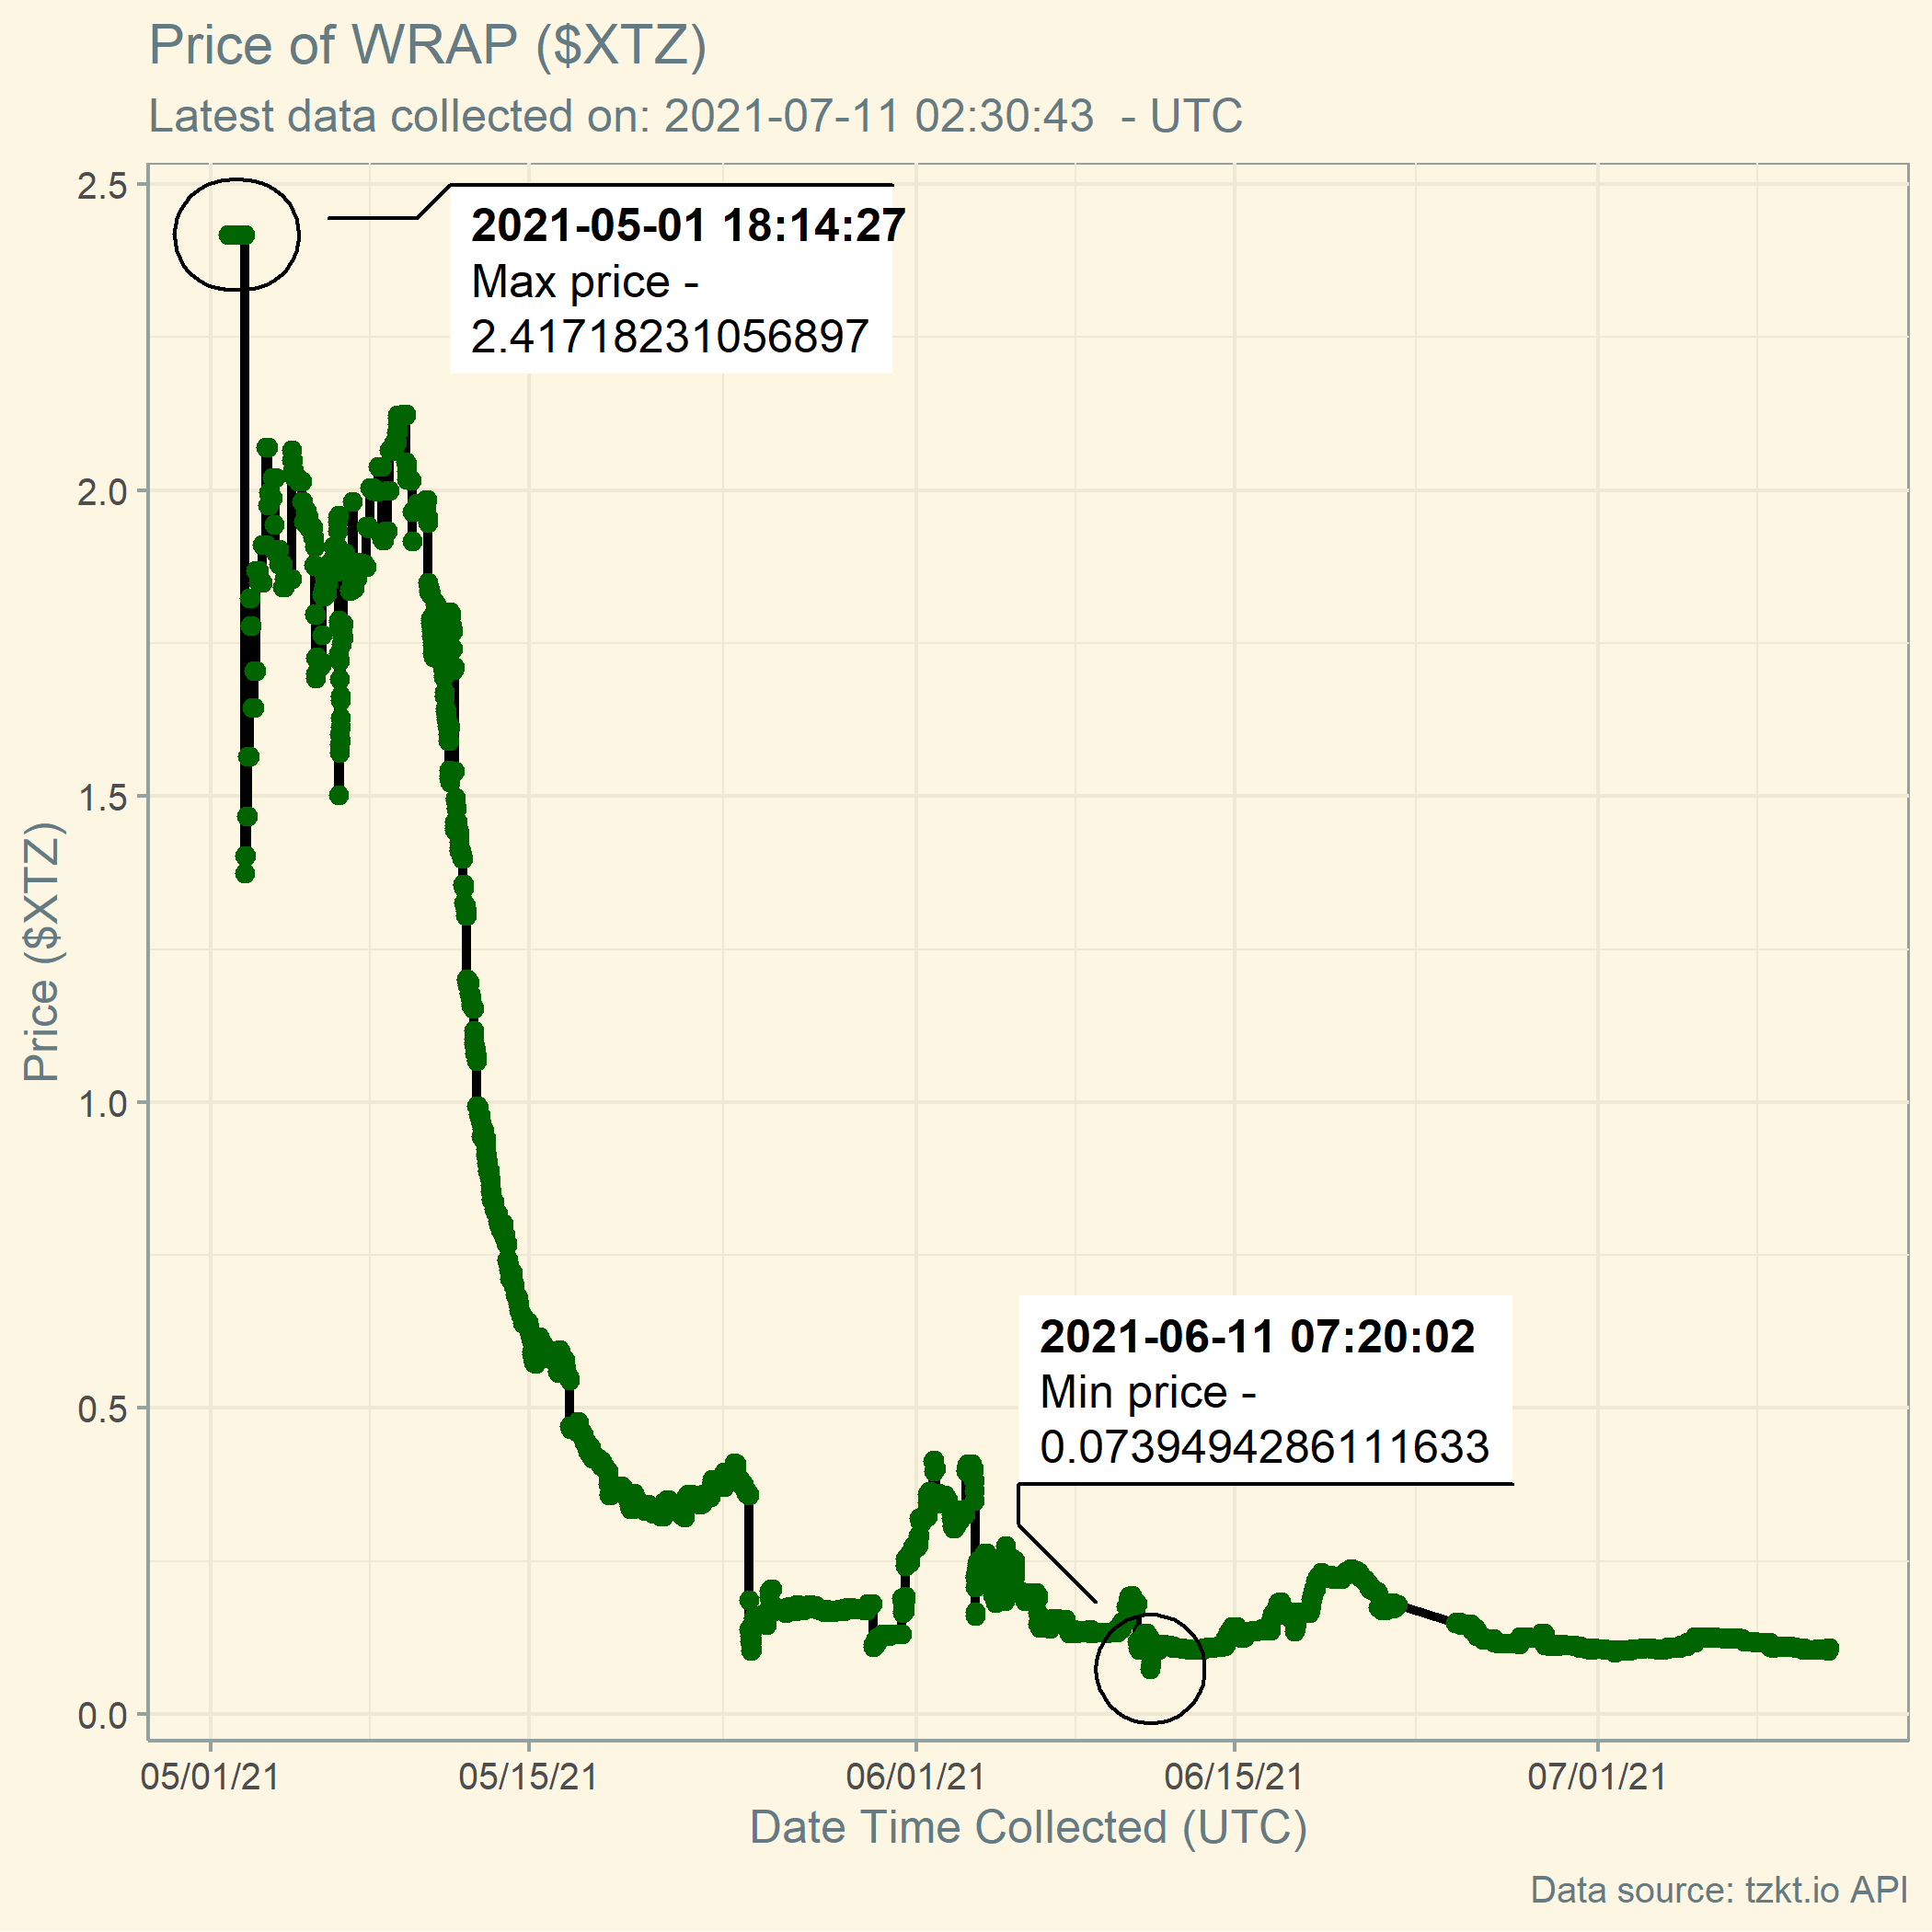 Price of WRAP ($XTZ)
Latest data collected on: 2021-07-11 02:30:43  - UTC
2.5
2.0
1.5
1.0
0.5
0.0
Price ($XTZ)
2021-05-01 18:14:27
Max price -
2.41718231056897
2021-06-11 07:20:02
Min price -
0.0739494286111633
05/01/21
05/15/21
06/01/21
06/15/21
07/01/21
Date Time Collected (UTC)
Data source: tzkt.io API